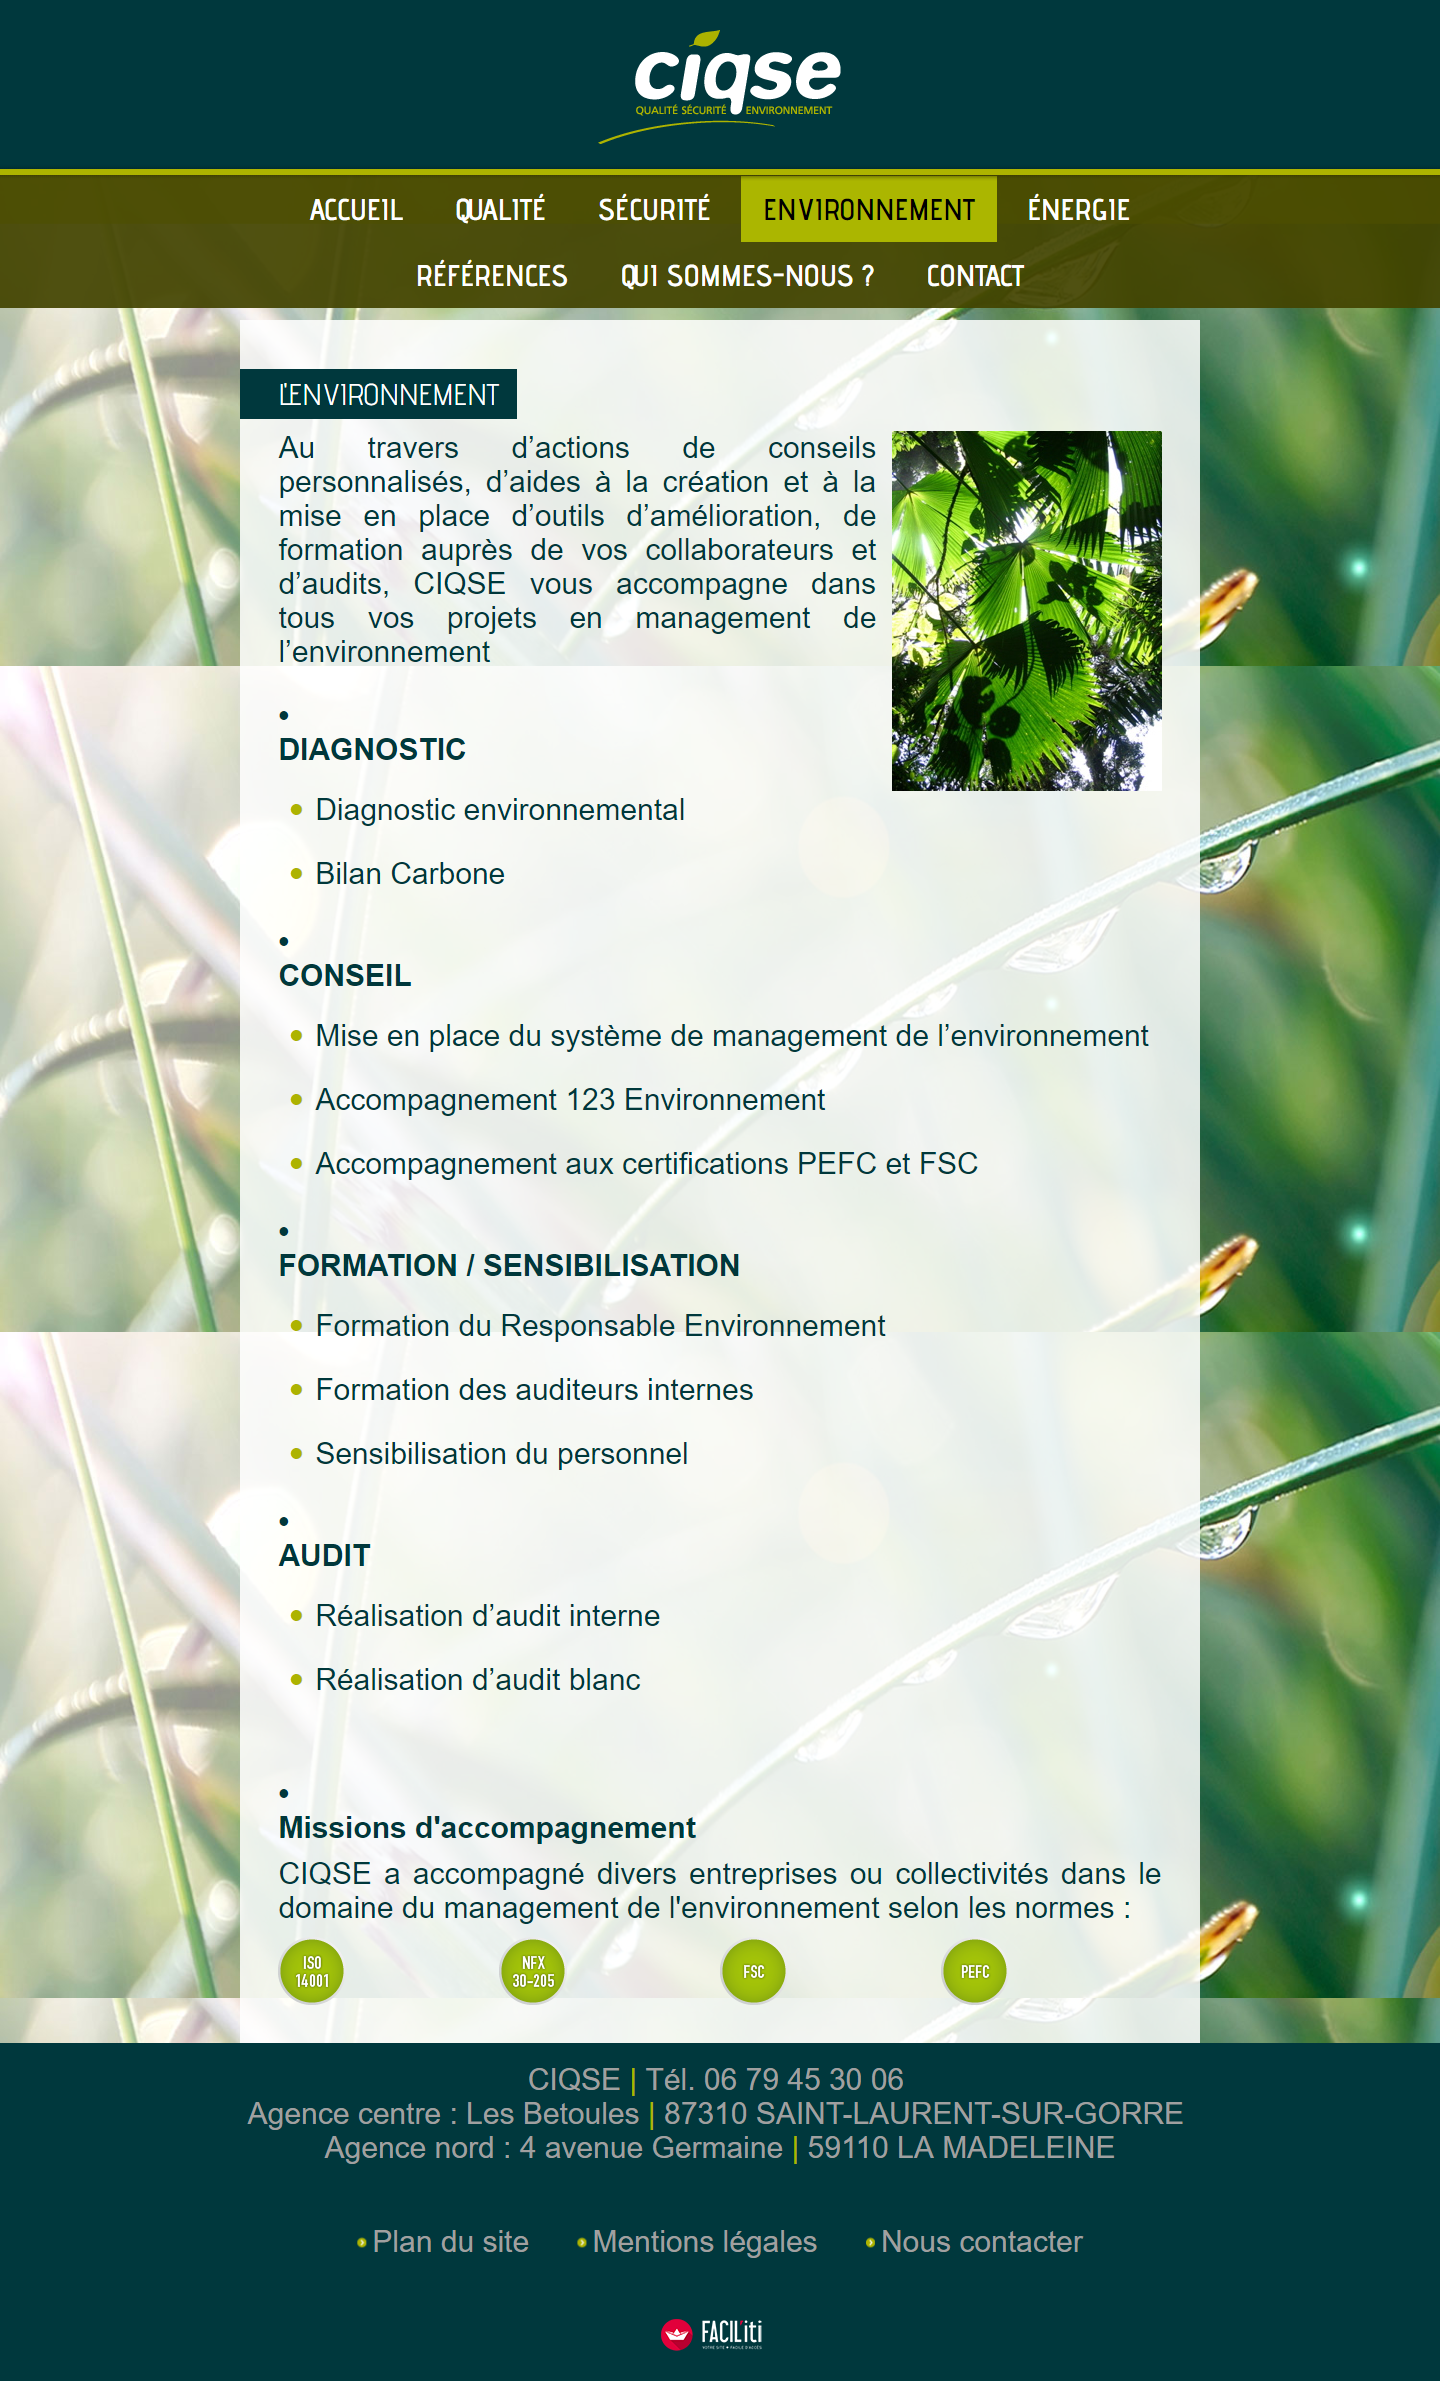 ciqse
QUALITÉ SÉCURITÉ ENVIRONNEMENT
ACCUEIL QUALITÉ SÉCURITÉ ENVIRONNEMENT ÉNERGIE
RÉFÉRENCES QUI SOMMES-NOUS ? CONTACT
L'ENVIRONNEMENT
Au travers d’actions de conseils
personnalisés, d’aides à la création et à la
mise en place d’outils d’amélioration, de
formation auprès de vos collaborateurs et
d’audits, CIQSE vous accompagne dans
tous vos projets en management de
l’environnement
•
DIAGNOSTIC
• Diagnostic environnemental
• Bilan Carbone
•
CONSEIL
• Mise en place du système de management de l’environnement
• Accompagnement 123 Environnement
• Accompagnement aux certifications PEFC et FSC
•
FORMATION / SENSIBILISATION
• Formation du Responsable Environnement
• Formation des auditeurs internes
• Sensibilisation du personnel
•
AUDIT
• Réalisation d’audit interne
• Réalisation d’audit blanc
•
Missions d'accompagnement
CIQSE a accompagné divers entreprises ou collectivités dans le
domaine du management de l'environnement selon les normes :
ISO
14001
NFX
30-205
FSC
PEFC
CIQSE | Tél. 06 79 45 30 06
Agence centre : Les Betoules | 87310 SAINT-LAURENT-SUR-GORRE
Agence nord : 4 avenue Germaine | 59110 LA MADELEINE
Plan du site Mentions légales Nous contacter
FACIL'iti